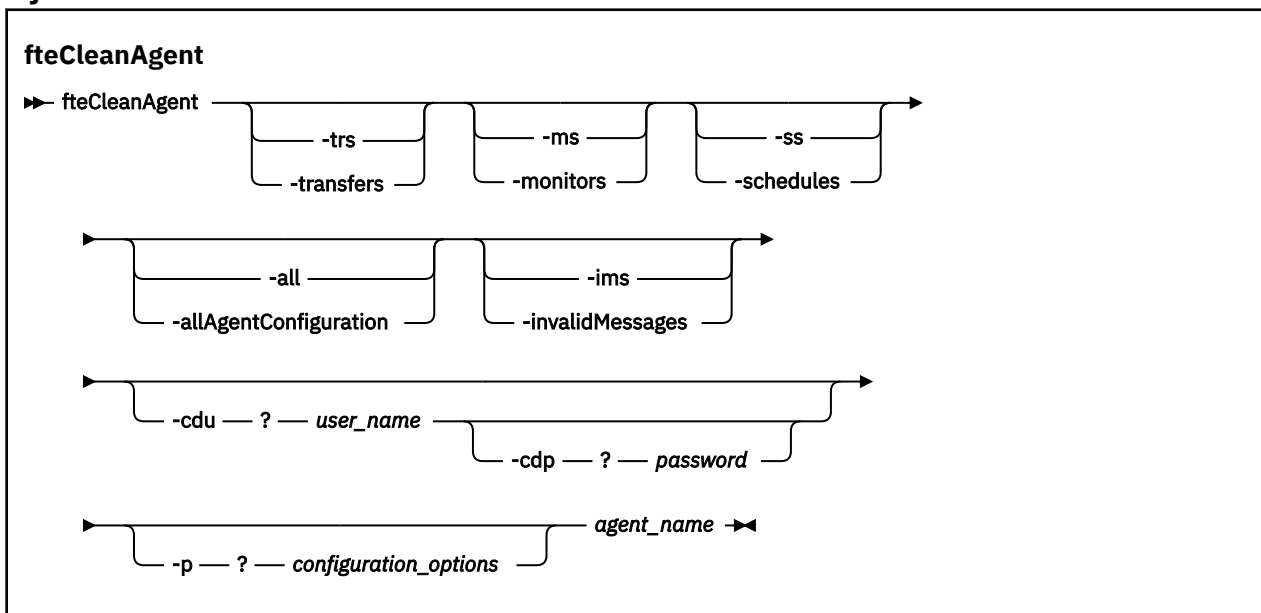 fteCleanAgent
fteCleanAgent
-trs -ms -ss
-transfers -monitors -schedules
-all -ims
-allAgentConfiguration -invalidMessages
-cdu ? user_name
-cdp ? password
agent_name
-p ? configuration_options